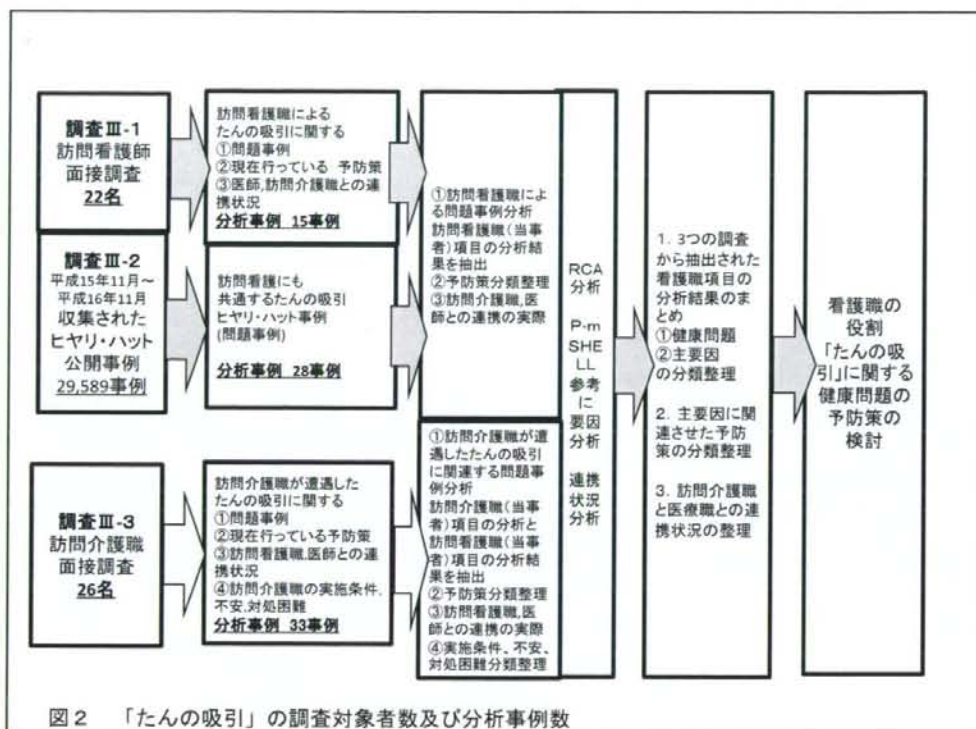 調査Ⅲ-1
訪問看護師
面接調査
22名
訪問看護職による
たんの吸引に関する
①問題事例
②現在行っている 予防策
③医師,訪問介護職との連
携状況
分析事例 15事例
調査Ⅲ-2
平成15年11月～
平成16年11月
収集された
ヒヤリ・ハット
公開事例
29,589事例
訪問看護にも
共通するたんの吸引
ヒヤリ・ハット事例
(問題事例)
分析事例 28事例
①訪問看護職によ
る問題事例分析
訪問看護職(当事
者)項目の分析結
果を抽出
②予防策分類整理
③訪問介護職,医
師との連携の実際
調査Ⅲ-3
訪問介護職
面接調査
26名
訪問介護職が遭遇した
たんの吸引に関する
①問題事例
②現在行っている予防策
③訪問看護職,医師との連
携状況
④訪問介護職の実施条件,
不安,対処困難
分析事例 33事例
①訪問介護職が遭
遇したたんの吸引
に関連する問題事
例分析
訪問介護職(当事
者)項目の分析と
訪問看護職(当事
者)項目の分析結
果を抽出
②予防策分類整理
③訪問看護職,医
師との連携の実際
④実施条件、不安、
対処困難分類整理
RCA
分析
P-m
SHE
LL
参考
に
要因
分析
連携
状況
分析
1. 3つの調査
から抽出された
看護職項目の
分析結果のまと
め
①健康問題
②主要因
の分類整理
2. 主要因に関
連させた予防
策の分類整理
3. 訪問介護職
と医療職との連
携状況の整理
看護職の
役割
「たんの吸
引」に関する
健康問題の
予防策の
検討
図2 「たんの吸引」の調査対象者数及び分析事例数